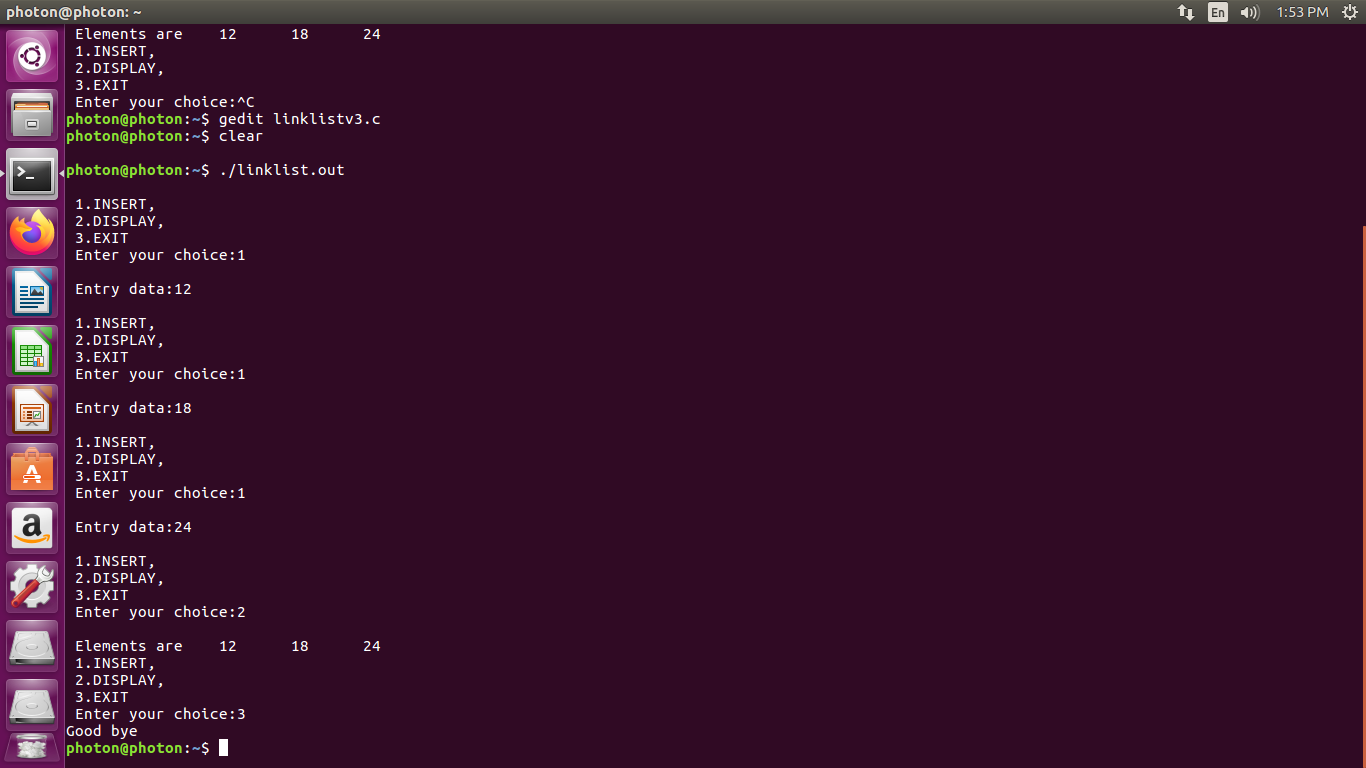 photon@photon: ~
En
1:53 PM
Elements are 12 18 24
1.INSERT,
2.DISPLAY,
3.EXIT
Enter your choice:^C
photon@photon:~$ gedit linklistv3.c
photon@photon:~$ clear
photon@photon:~$ ./linklist.out
1.INSERT,
2.DISPLAY,
3.EXIT
Enter your choice:1
Entry data:12
1.INSERT,
2.DISPLAY,
3.EXIT
Enter your choice:1
Entry data:18
1.INSERT,
2.DISPLAY,
3.EXIT
Enter your choice:1
Entry data:24
1.INSERT,
2.DISPLAY,
3.EXIT
Enter your choice:2
Elements are 12 18 24
1.INSERT,
2.DISPLAY,
3.EXIT
Enter your choice:3
Good bye
photon@photon:~$